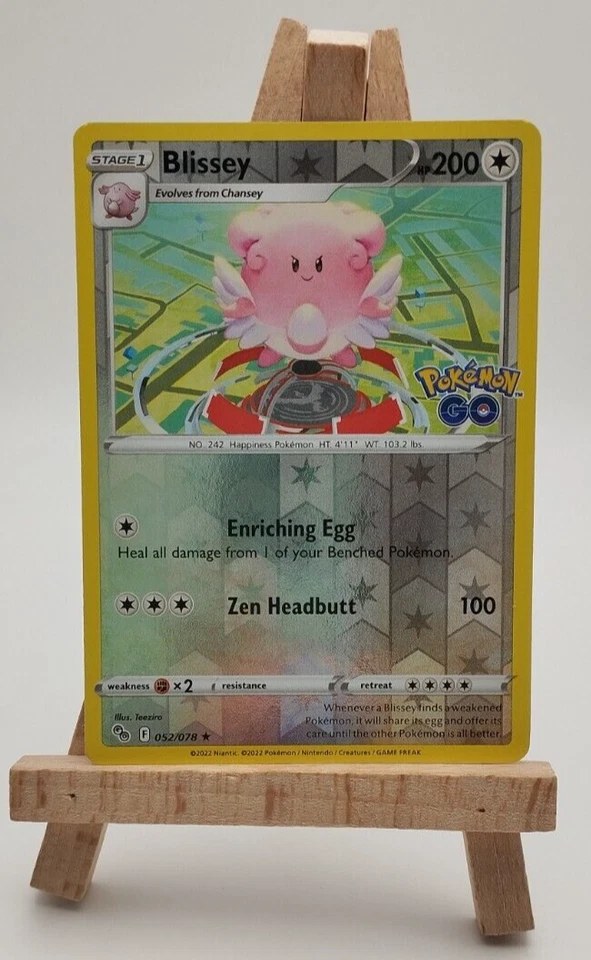 STAGE 1 Blissey HP 200
Evolves from Chansey
Pokémon™
GO
NO. 242 Happiness Pokémon HT. 4'11" WT. 103.2 lbs.
Enriching Egg
Heal all damage from 1 of your Benched Pokémon.
Zen Headbutt 100
weakness ×2 resistance retreat
Whenever a Blissey finds a weakened
Pokémon, it will share its egg and offer its
care until the other Pokémon is all better.
Illus. Teeziro
F 052/078 ★
©2022 Niantic. ©2022 Pokémon / Nintendo / Creatures / GAME FREAK